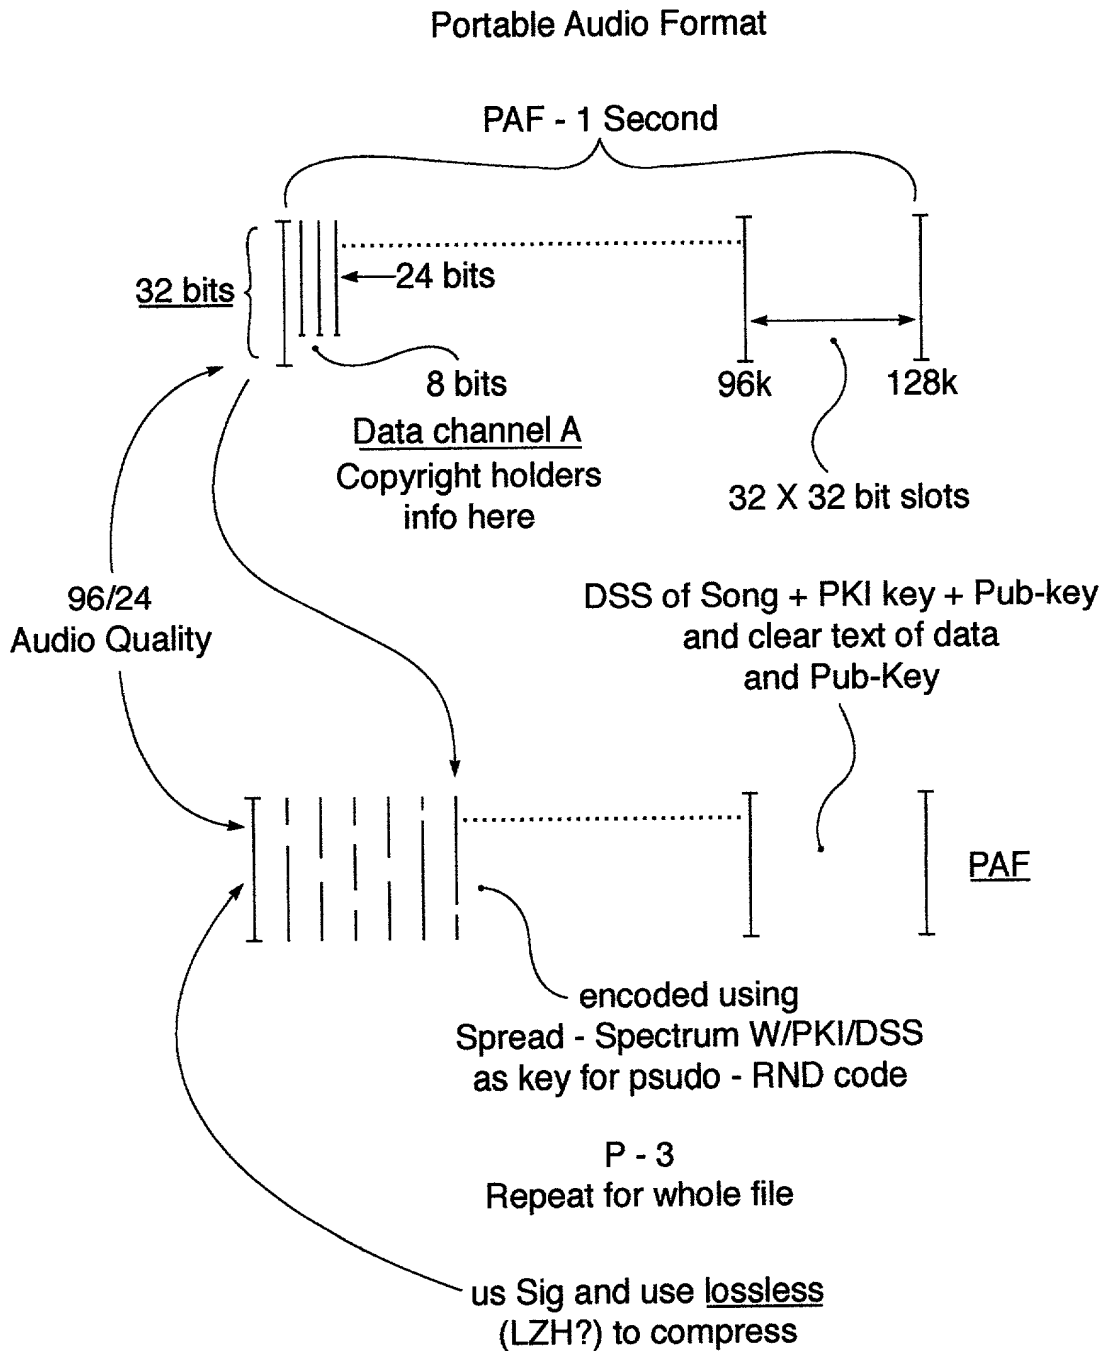 Portable Audio Format
PAF - 1 Second
32 bits
24 bits
8 bits
Data channel A
Copyright holders
info here
96k
128k
32 X 32 bit slots
96/24
Audio Quality
DSS of Song + PKI key + Pub-key
and clear text of data
and Pub-Key
PAF
encoded using
Spread - Spectrum W/PKI/DSS
as key for psudo - RND code
P - 3
Repeat for whole file
us Sig and use lossless
(LZH?) to compress